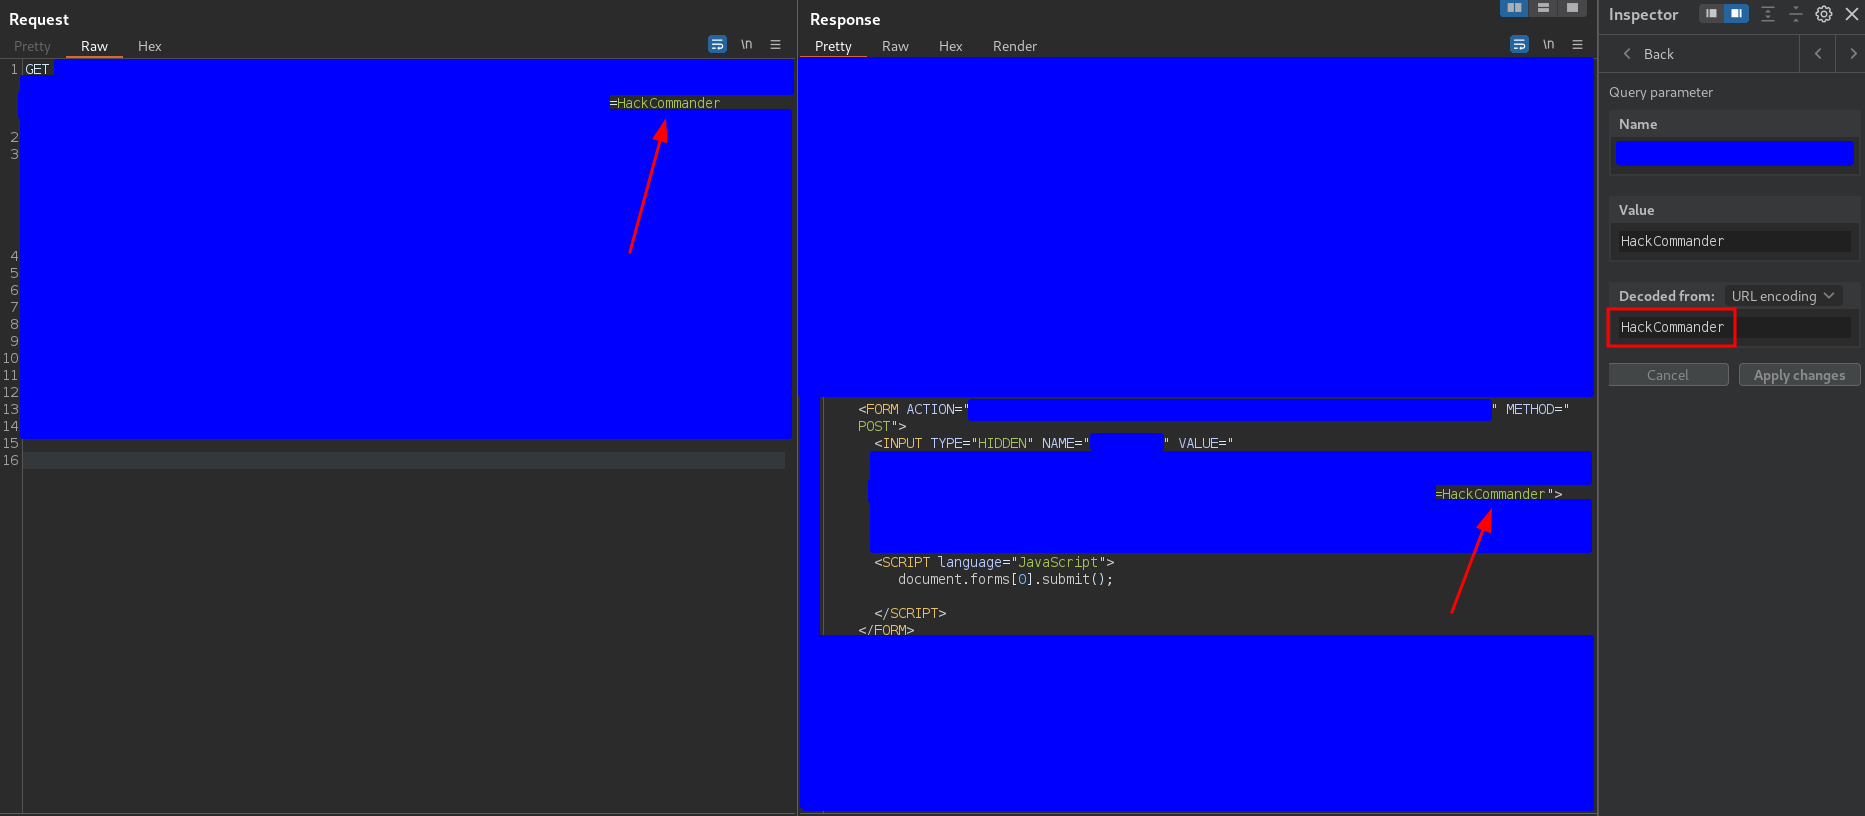 Request
Pretty Raw Hex
\n
1 GET
=HackCommander
2
3
4
5
6
7
8
9
10
11
12
13
14
15
16
Response
Pretty Raw Hex Render
\n
<FORM ACTION=" " METHOD="
POST">
<INPUT TYPE="HIDDEN" NAME=" " VALUE="
=HackCommander">
<SCRIPT language="JavaScript">
document.forms[0].submit();
</SCRIPT>
</FORM>
Inspector
Back
Query parameter
Name
Value
HackCommander
Decoded from: URL encoding
HackCommander
Cancel Apply changes